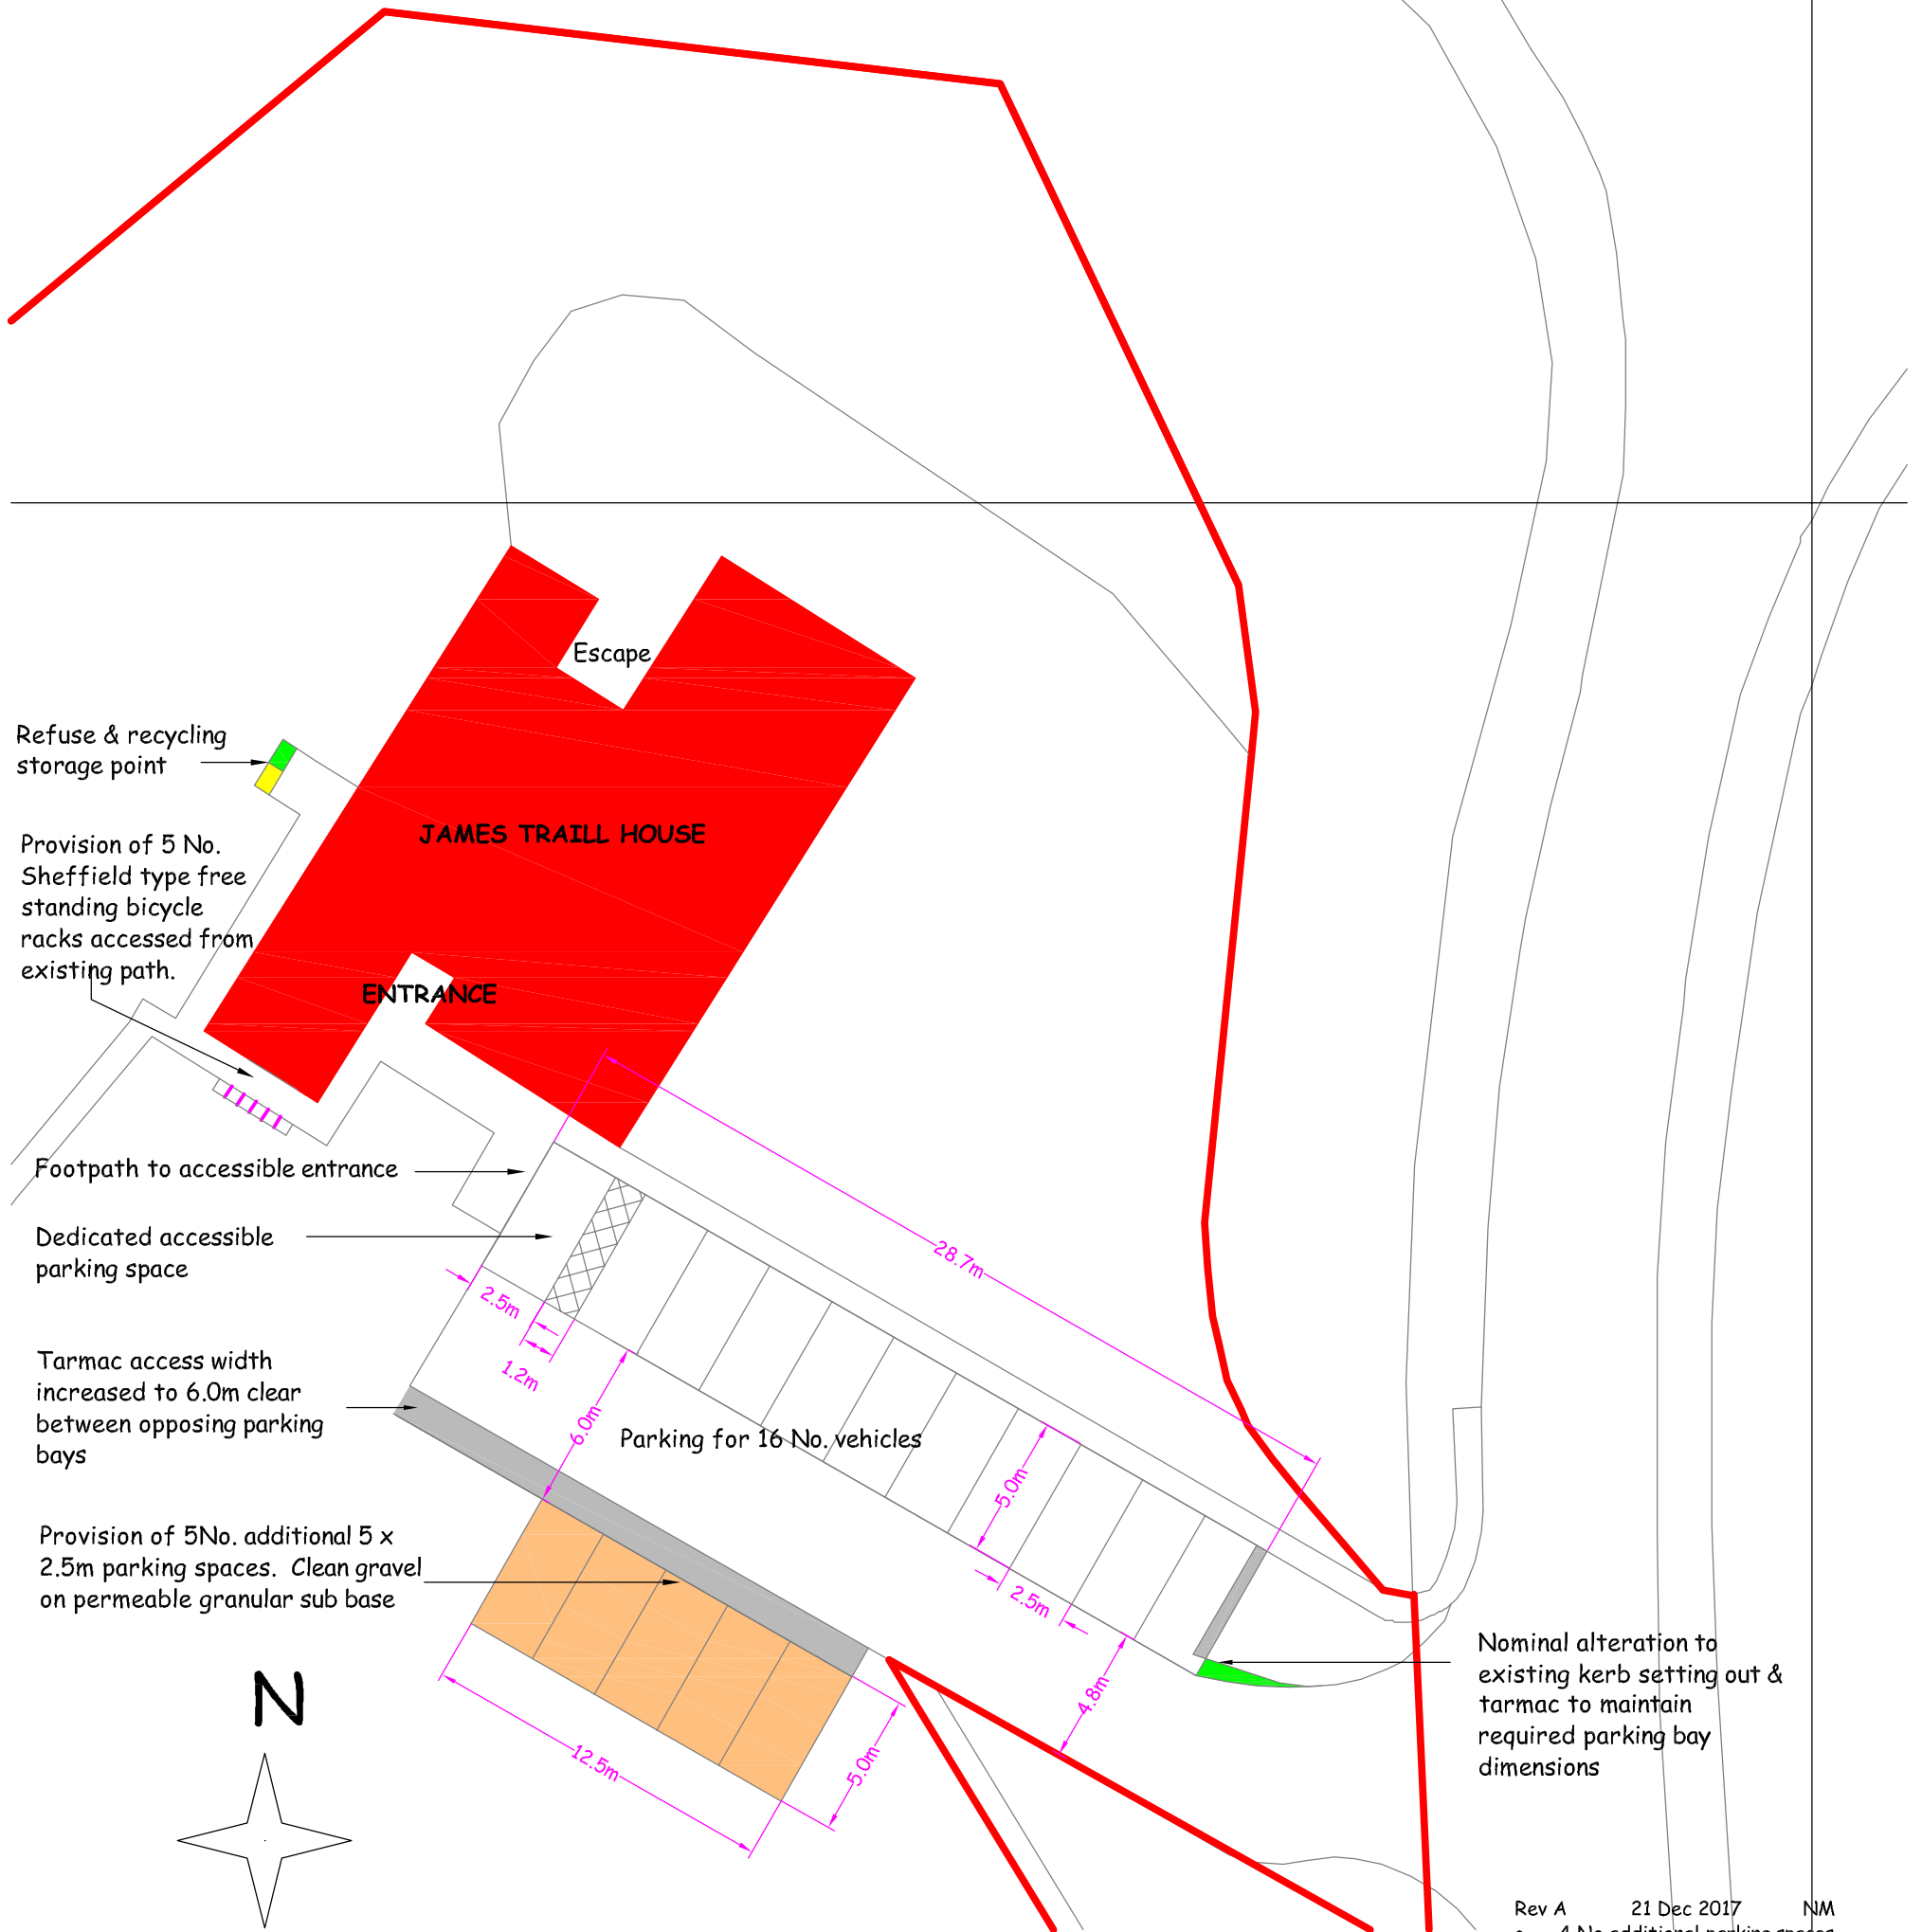 Escape
Refuse & recycling
storage point
JAMES TRAILL HOUSE
Provision of 5 No.
Sheffield type free
standing bicycle
racks accessed from
existing path.
ENTRANCE
Footpath to accessible entrance
Dedicated accessible
parking space
28.7m
2.5m
1.2m
Tarmac access width
increased to 6.0m clear
between opposing parking
bays
6.0m
Parking for 16 No. vehicles
5.0m
2.5m
Provision of 5No. additional 5 x
2.5m parking spaces. Clean gravel
on permeable granular sub base
4.8m
Nominal alteration to
existing kerb setting out &
tarmac to maintain
required parking bay
dimensions
N
12.5m
5.0m
Rev A 21 Dec 2017 NM
4 No additional parking spaces